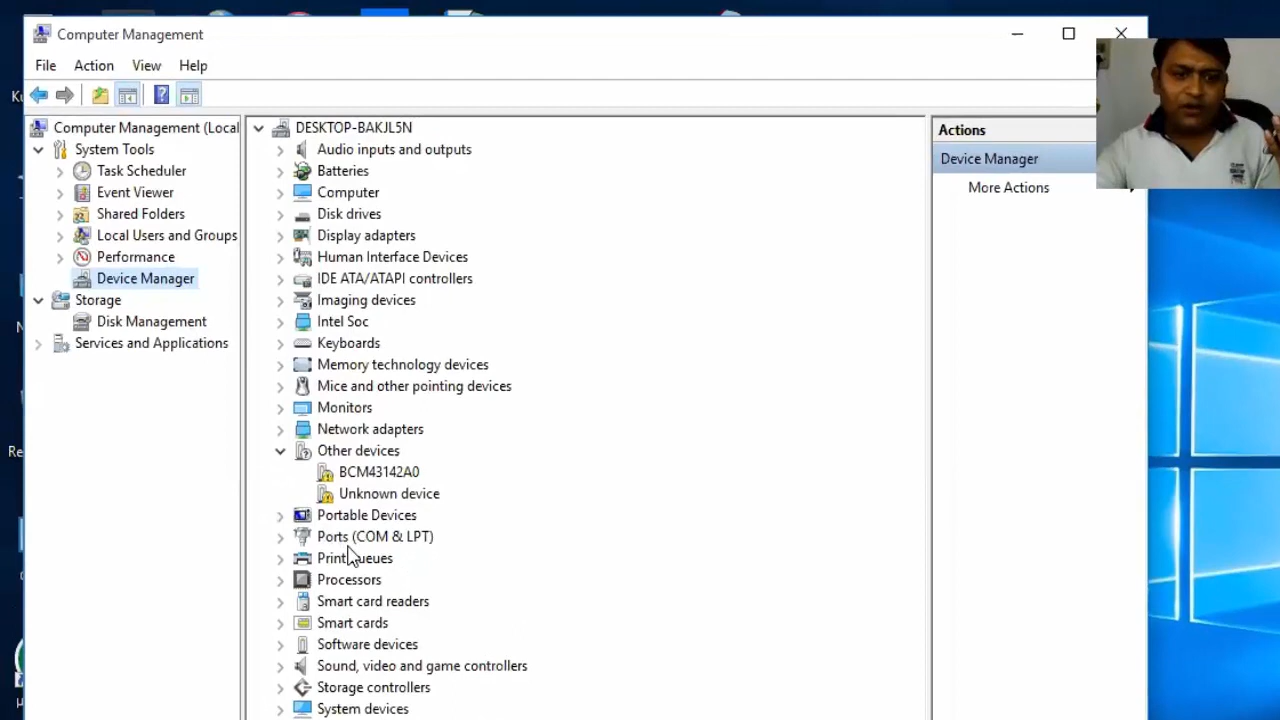 Computer Management
File Action View Help
Computer Management (Local
System Tools
Task Scheduler
Event Viewer
Shared Folders
Local Users and Groups
Performance
Device Manager
Storage
Disk Management
Services and Applications
DESKTOP-BAKJL5N
Audio inputs and outputs
Batteries
Computer
Disk drives
Display adapters
Human Interface Devices
IDE ATA/ATAPI controllers
Imaging devices
Intel Soc
Keyboards
Memory technology devices
Mice and other pointing devices
Monitors
Network adapters
Other devices
BCM43142A0
Unknown device
Portable Devices
Ports (COM & LPT)
Print queues
Processors
Smart card readers
Smart cards
Software devices
Sound, video and game controllers
Storage controllers
System devices
Actions
Device Manager
More Actions
Ku
Re